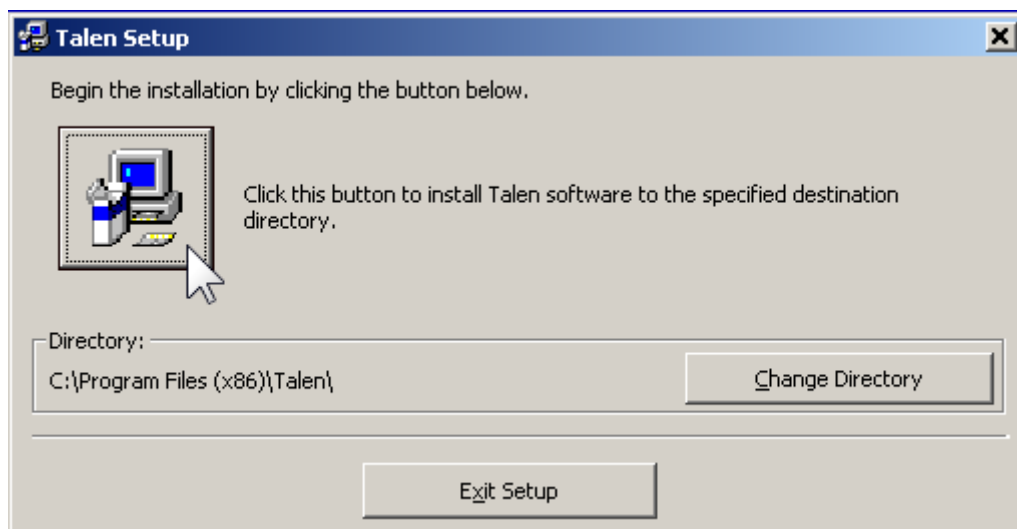 Talen Setup
Begin the installation by clicking the button below.
Click this button to install Talen software to the specified destination
directory.
Directory:
C:\Program Files (x86)\Talen\
Change Directory
Exit Setup